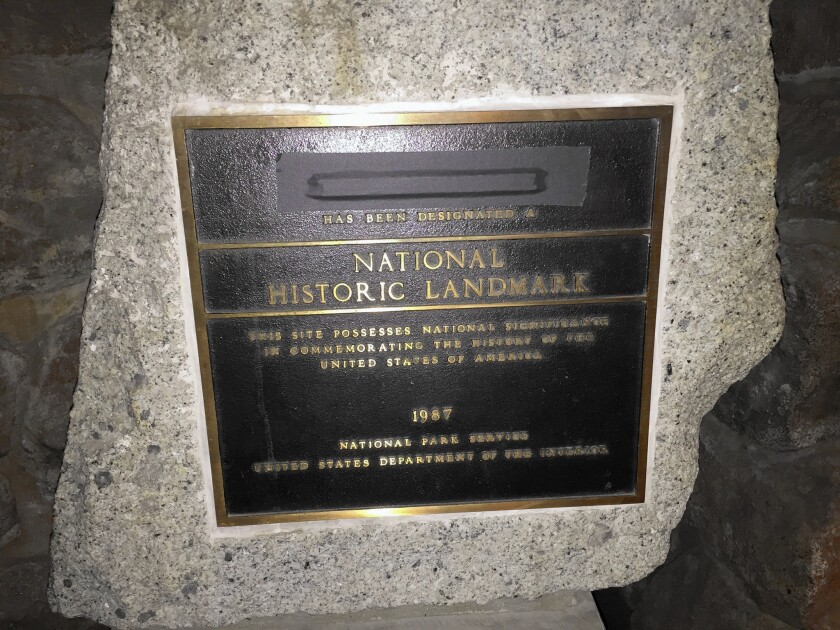 HAS BEEN DESIGNATED A
NATIONAL
HISTORIC LANDMARK
THIS SITE POSSESSES NATIONAL SIGNIFICANCE
IN COMMEMORATING THE HISTORY OF THE
UNITED STATES OF AMERICA
1987
NATIONAL PARK SERVICE
UNITED STATES DEPARTMENT OF THE INTERIOR